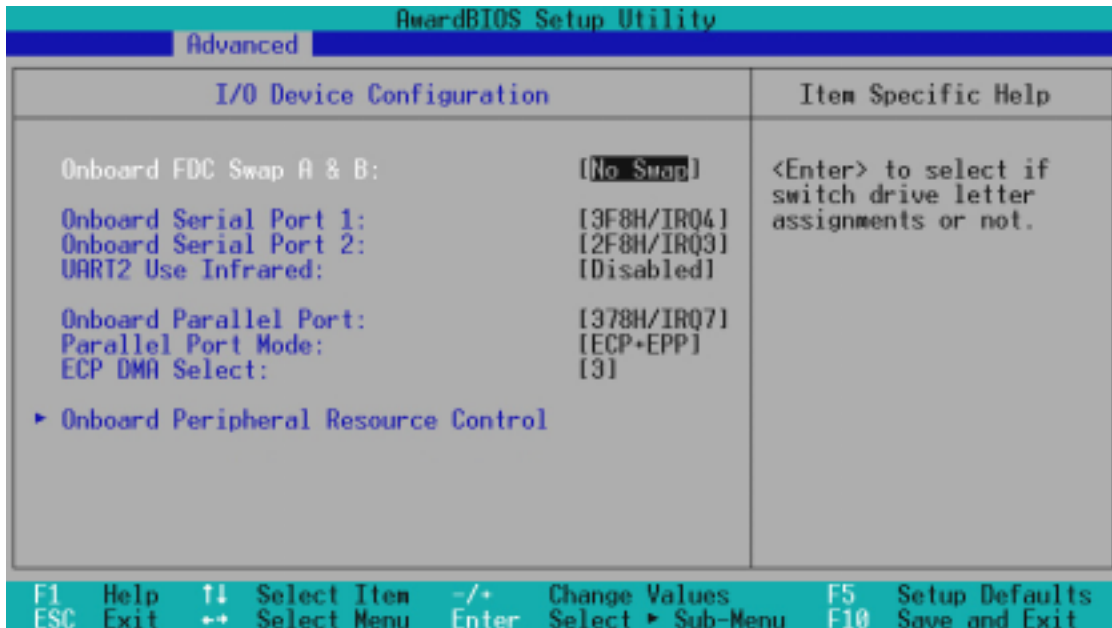 AwardBIOS Setup Utility
Advanced
I/O Device Configuration
Item Specific Help
Onboard FDC Swap A & B: [No Swap]
Onboard Serial Port 1: [3F8H/IRQ4]
Onboard Serial Port 2: [2F8H/IRQ3]
UART2 Use Infrared: [Disabled]
Onboard Parallel Port: [378H/IRQ7]
Parallel Port Mode: [ECP+EPP]
ECP DMA Select: [3]
► Onboard Peripheral Resource Control
<Enter> to select if
switch drive letter
assignments or not.
F1 Help ↑↓ Select Item -/+ Change Values F5 Setup Defaults
ESC Exit ←→ Select Menu Enter Select ► Sub-Menu F10 Save and Exit